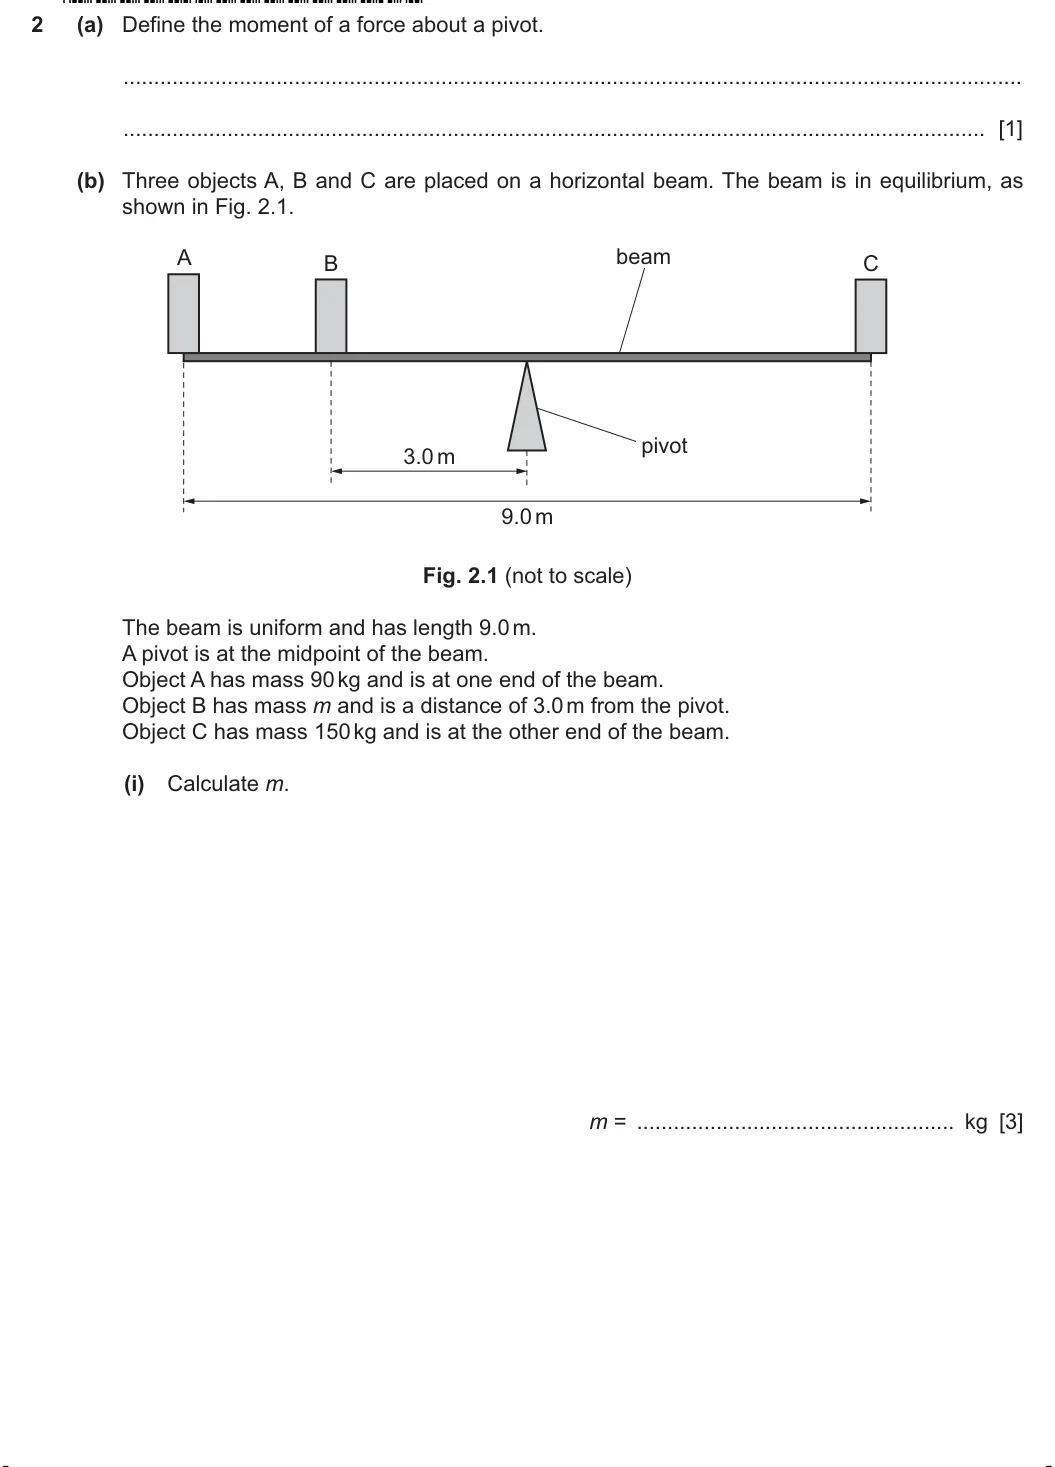 2 (a) Define the moment of a force about a pivot.
....................................................................................................................................................
.............................................................................................................................................. [1]
(b) Three objects A, B and C are placed on a horizontal beam. The beam is in equilibrium, as
shown in Fig. 2.1.
A B beam C
pivot
3.0 m
9.0 m
Fig. 2.1 (not to scale)
The beam is uniform and has length 9.0 m.
A pivot is at the midpoint of the beam.
Object A has mass 90 kg and is at one end of the beam.
Object B has mass m and is a distance of 3.0 m from the pivot.
Object C has mass 150 kg and is at the other end of the beam.
(i) Calculate m.
m = .................................................... kg [3]